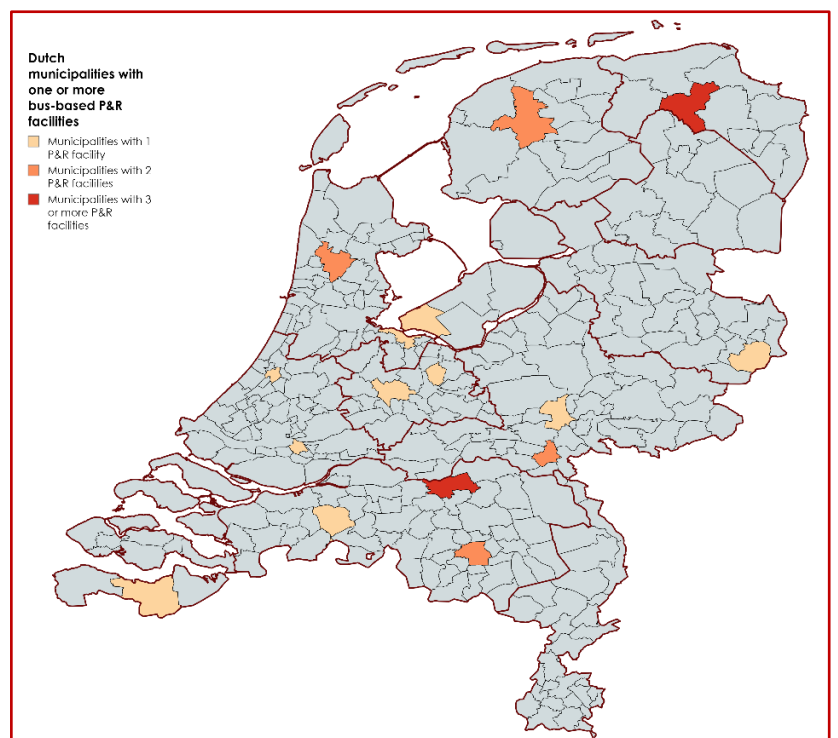 Dutch
municipalities with
one or more
bus-based P&R
facilities
Municipalities with 1
P&R facility
Municipalities with 2
P&R facilities
Municipalities with 3
or more P&R
facilities